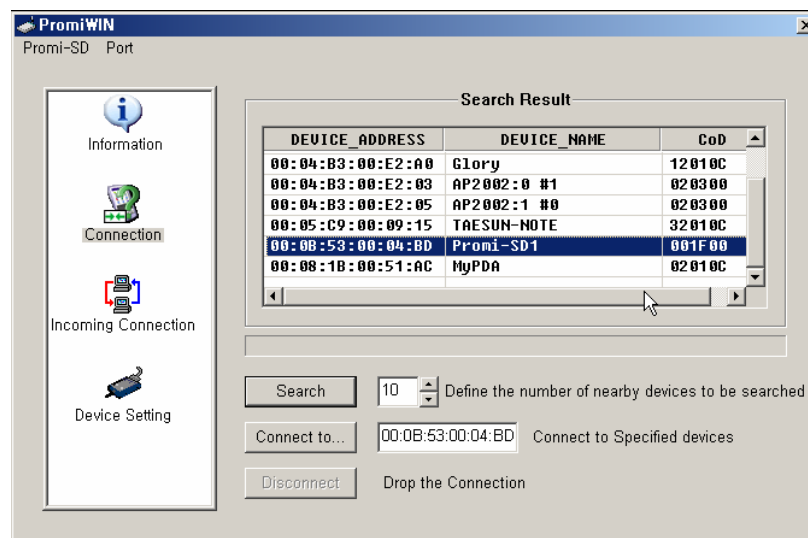 PromiWIN
Promi-SD Port
Information
Connection
Incoming Connection
Device Setting
Search Result
DEVICE_ADDRESS DEVICE_NAME CoD
00:04:B3:00:E2:A0 Glory 12010C
00:04:B3:00:E2:03 AP2002:0 #1 020300
00:04:B3:00:E2:05 AP2002:1 #0 020300
00:05:C9:00:09:15 TAESUN-NOTE 32010C
00:0B:53:00:04:BD Promi-SD1 001F00
00:08:1B:00:51:AC MyPDA 02010C
Search 10 Define the number of nearby devices to be searched
Connect to... 00:0B:53:00:04:BD Connect to Specified devices
Disconnect Drop the Connection